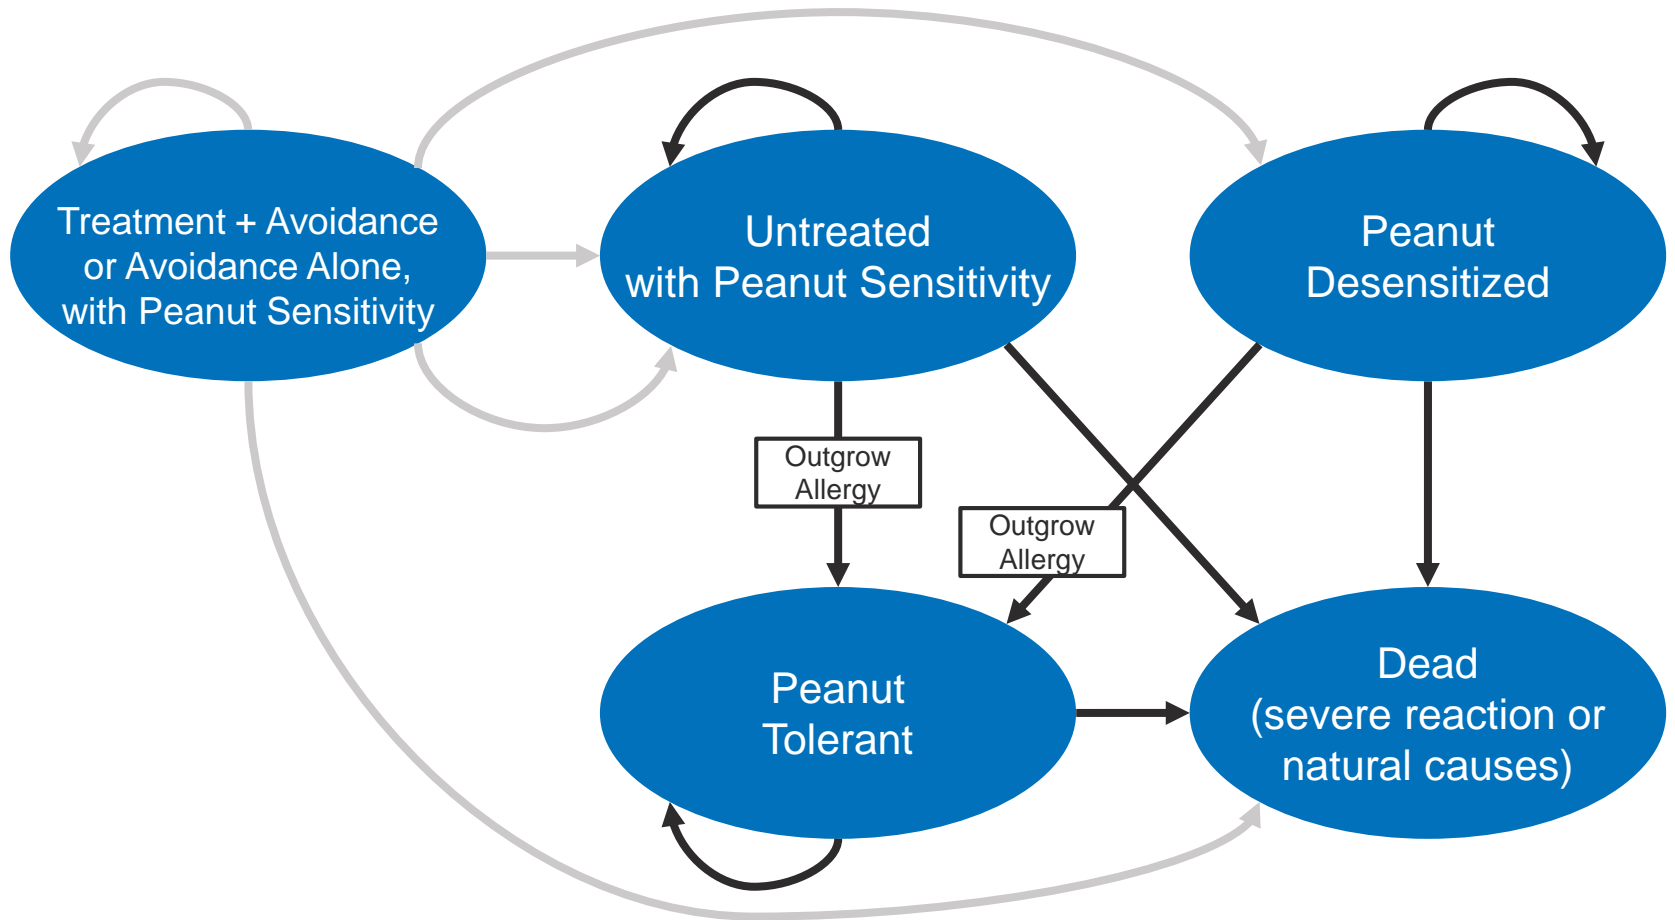 Treatment + Avoidance
or Avoidance Alone,
with Peanut Sensitivity
Untreated
with Peanut Sensitivity
Peanut
Desensitized
Outgrow
Allergy
Outgrow
Allergy
Peanut
Tolerant
Dead
(severe reaction or
natural causes)